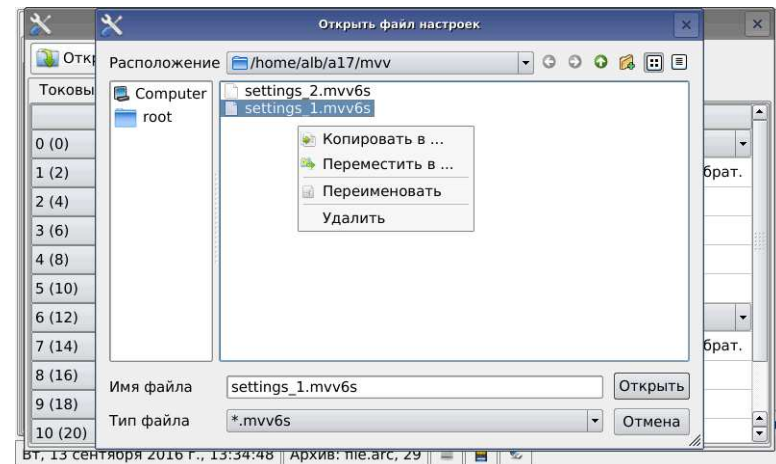 Открыть файл настроек
Откр
Расположение /home/alb/a17/mvv
Токовы
Computer
root
settings_2.mvv6s
settings_1.mvv6s
Копировать в ...
Переместить в ...
Переименовать
Удалить
0 (0)
1 (2)
брат.
2 (4)
3 (6)
4 (8)
5 (10)
6 (12)
7 (14)
брат.
8 (16)
9 (18)
10 (20)
Имя файла settings_1.mvv6s Открыть
Тип файла *.mvv6s Отмена
Вт, 13 сентября 2016 г., 13:34:48 Архив: file.arc, 29